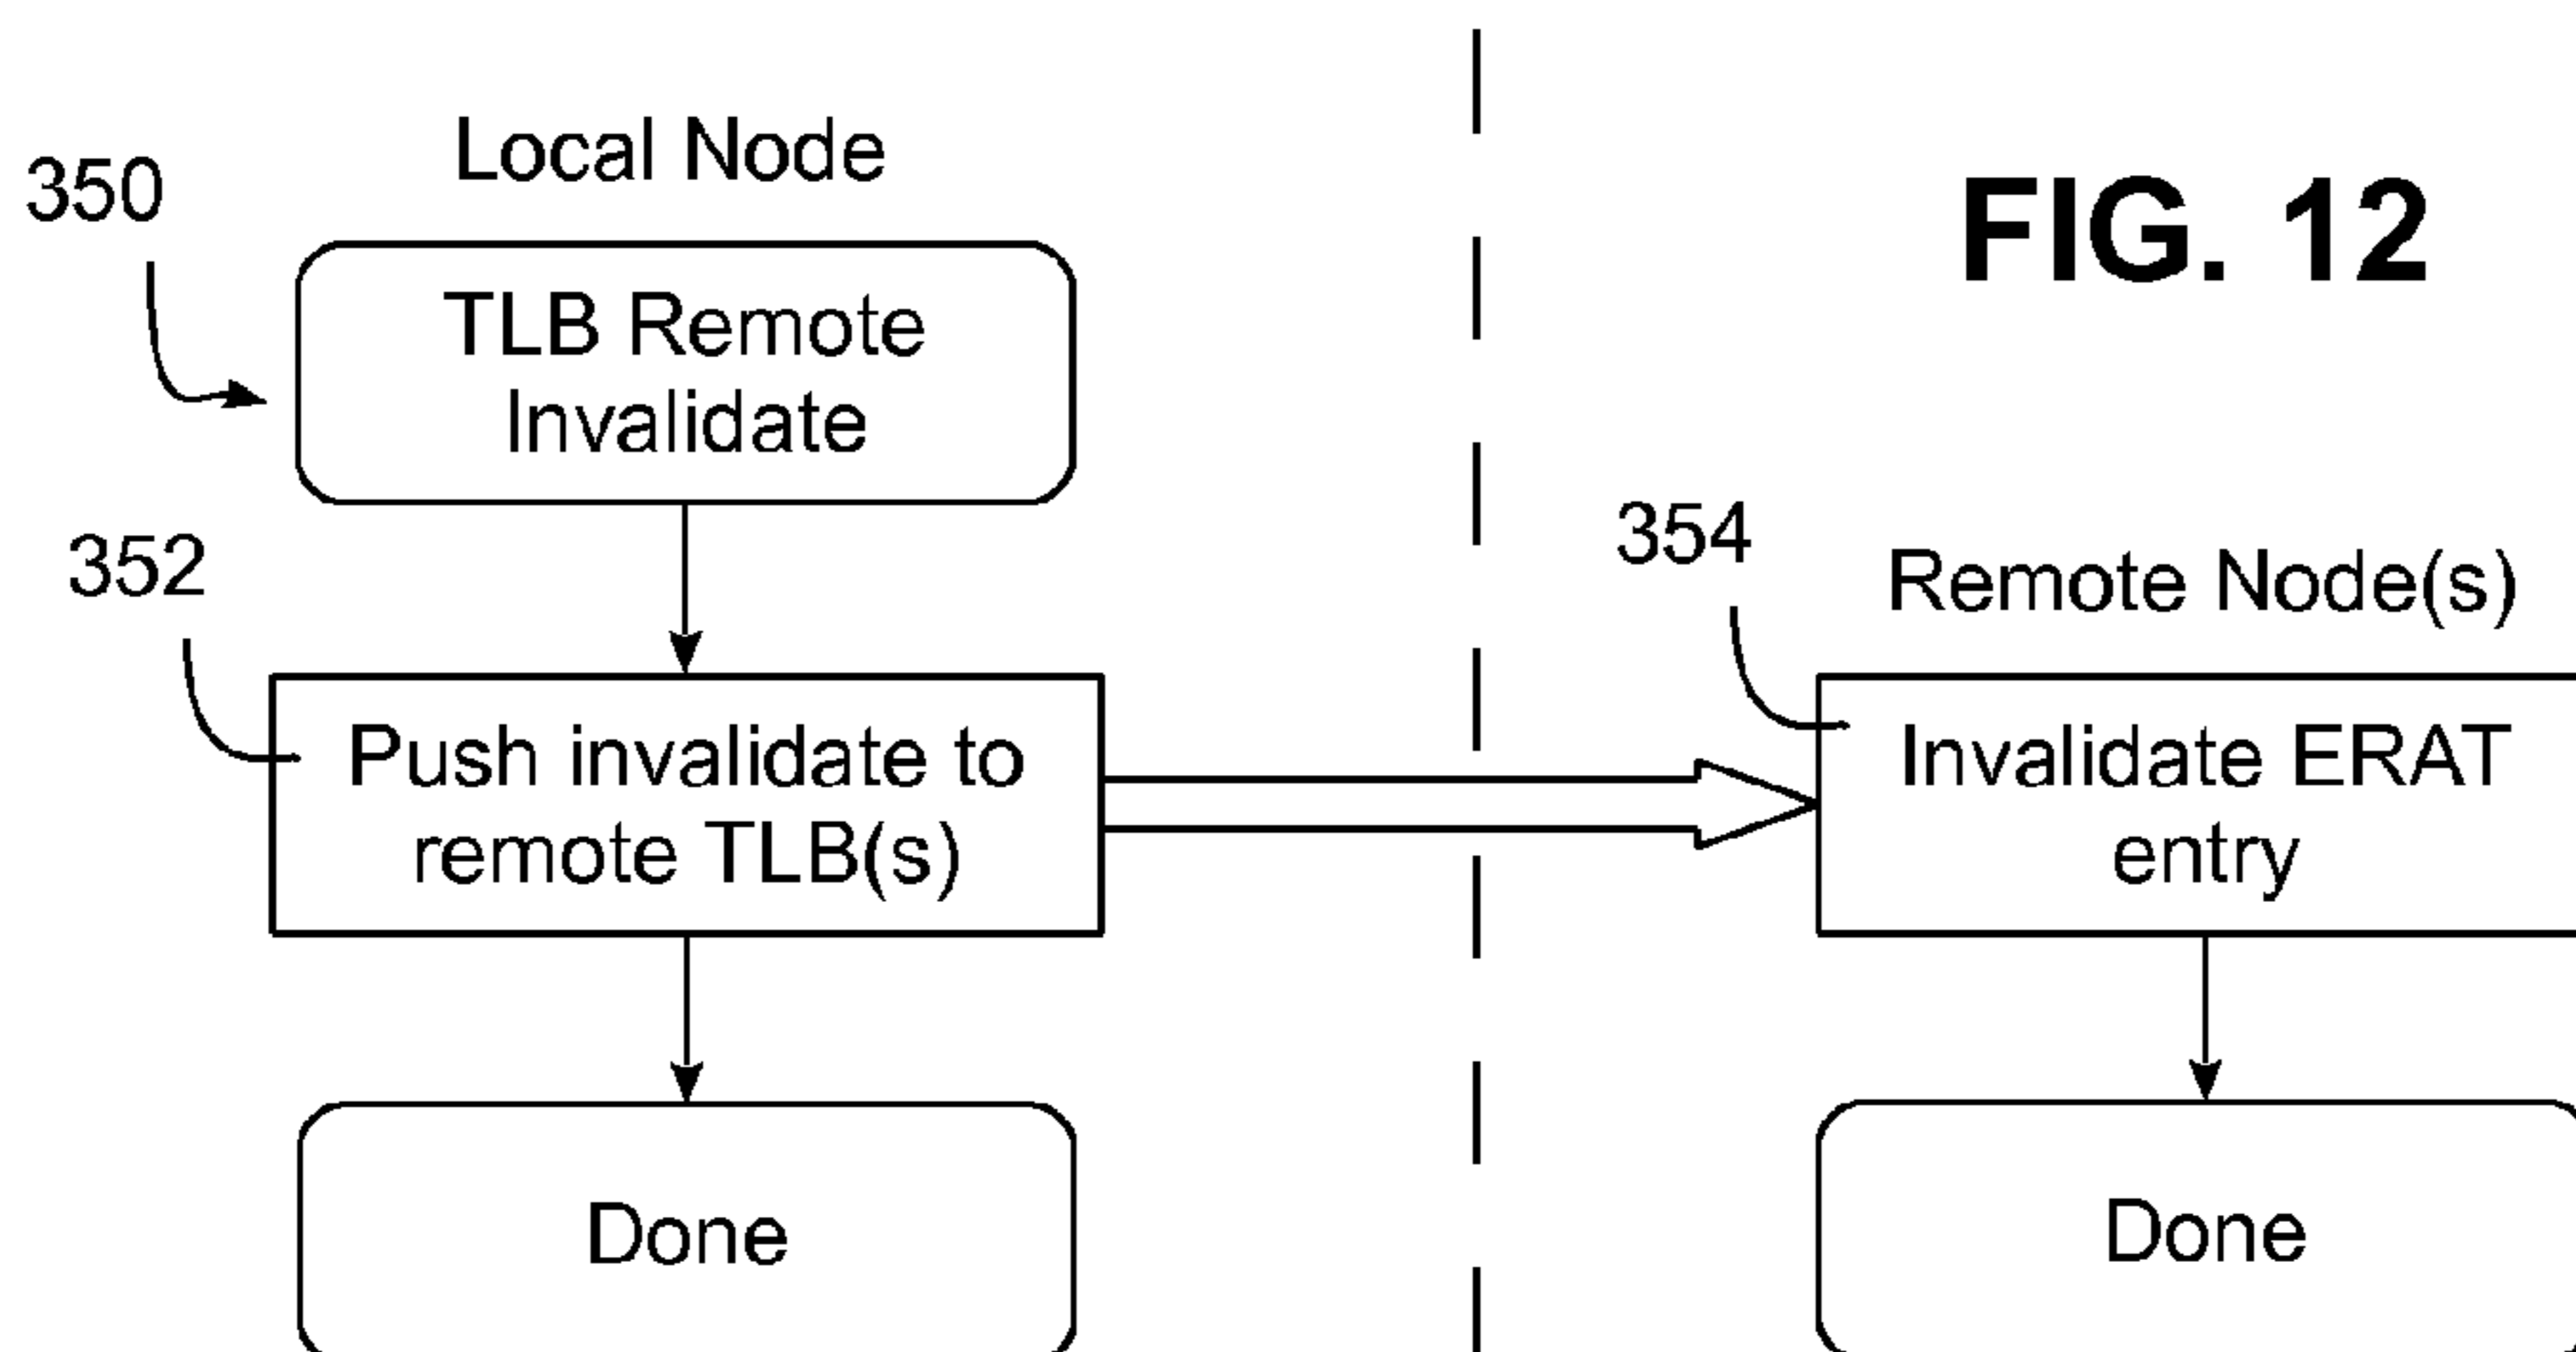 Local Node
350
FIG. 12
TLB Remote
Invalidate
352
354
Remote Node(s)
Push invalidate to
remote TLB(s)
Invalidate ERAT
entry
Done
Done